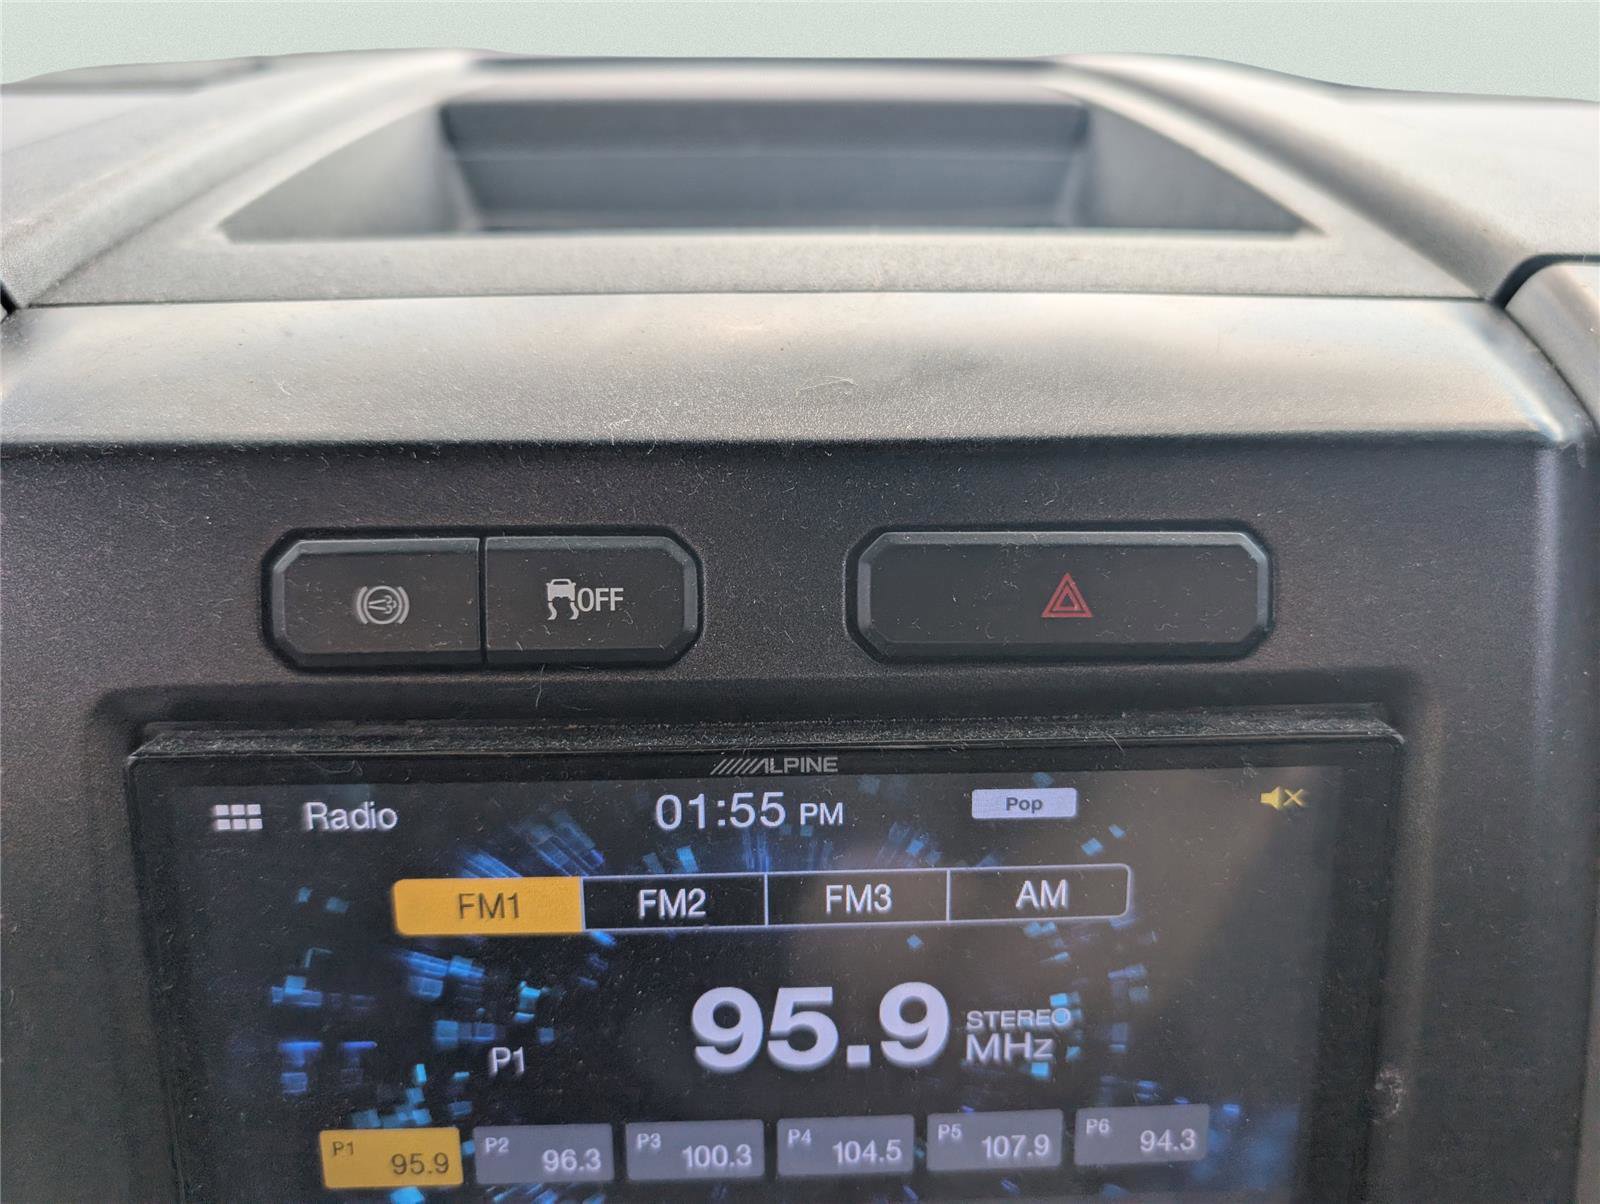 OFF
ALPINE
Radio 01:55 PM Pop
FM1 FM2 FM3 AM
P1 95.9 STEREO
MHz
P1 95.9 P2 96.3 P3 100.3 P4 104.5 P5 107.9 P6 94.3